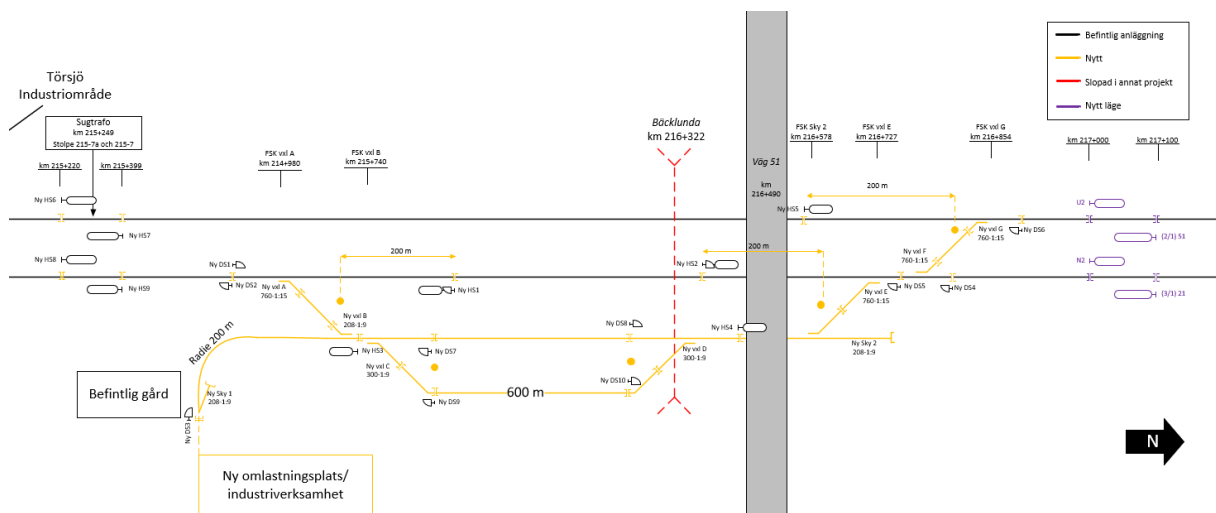 Törsjö
Industriområde
Sugtrafo
km 215+249
Stolpe 215-7a och 215-7
km 215+220
km 215+399
FSK vxl A
km 214+980
FSK vxl B
km 215+740
Bäcklunda
km 216+322
Väg 51
km
216+490
FSK Sky 2
km 216+578
FSK vxl E
km 216+727
FSK vxl G
km 216+854
km 217+000
km 217+100
Befintlig anläggning
Nytt
Slopad i annat projekt
Nytt läge
Ny HS6
Ny HS7
Ny HS8
Ny HS9
Ny DS1
Ny DS2
Ny vxl A
760-1:15
200 m
Ny HS1
Ny HS2
200 m
Ny HS5
200 m
Ny vxl G
760-1:15
Ny DS6
U2
(2/1) S1
N2
(3/1) 21
Ny vxl F
760-1:15
Ny vxl E
760-1:15
Ny DS5
Ny DS4
Ny vxl B
208-1:9
Ny HS3
Ny DS7
Ny DS8
Ny HS4
Ny vxl D
300-1:9
Ny Sky 2
208-1:9
Radie 200 m
Ny vxl C
300-1:9
Ny DS10
Ny DS9
600 m
Befintlig gård
Ny Sky 1
208-1:9
Ny DS3
Ny omlastningsplats/
industriverksamhet
N